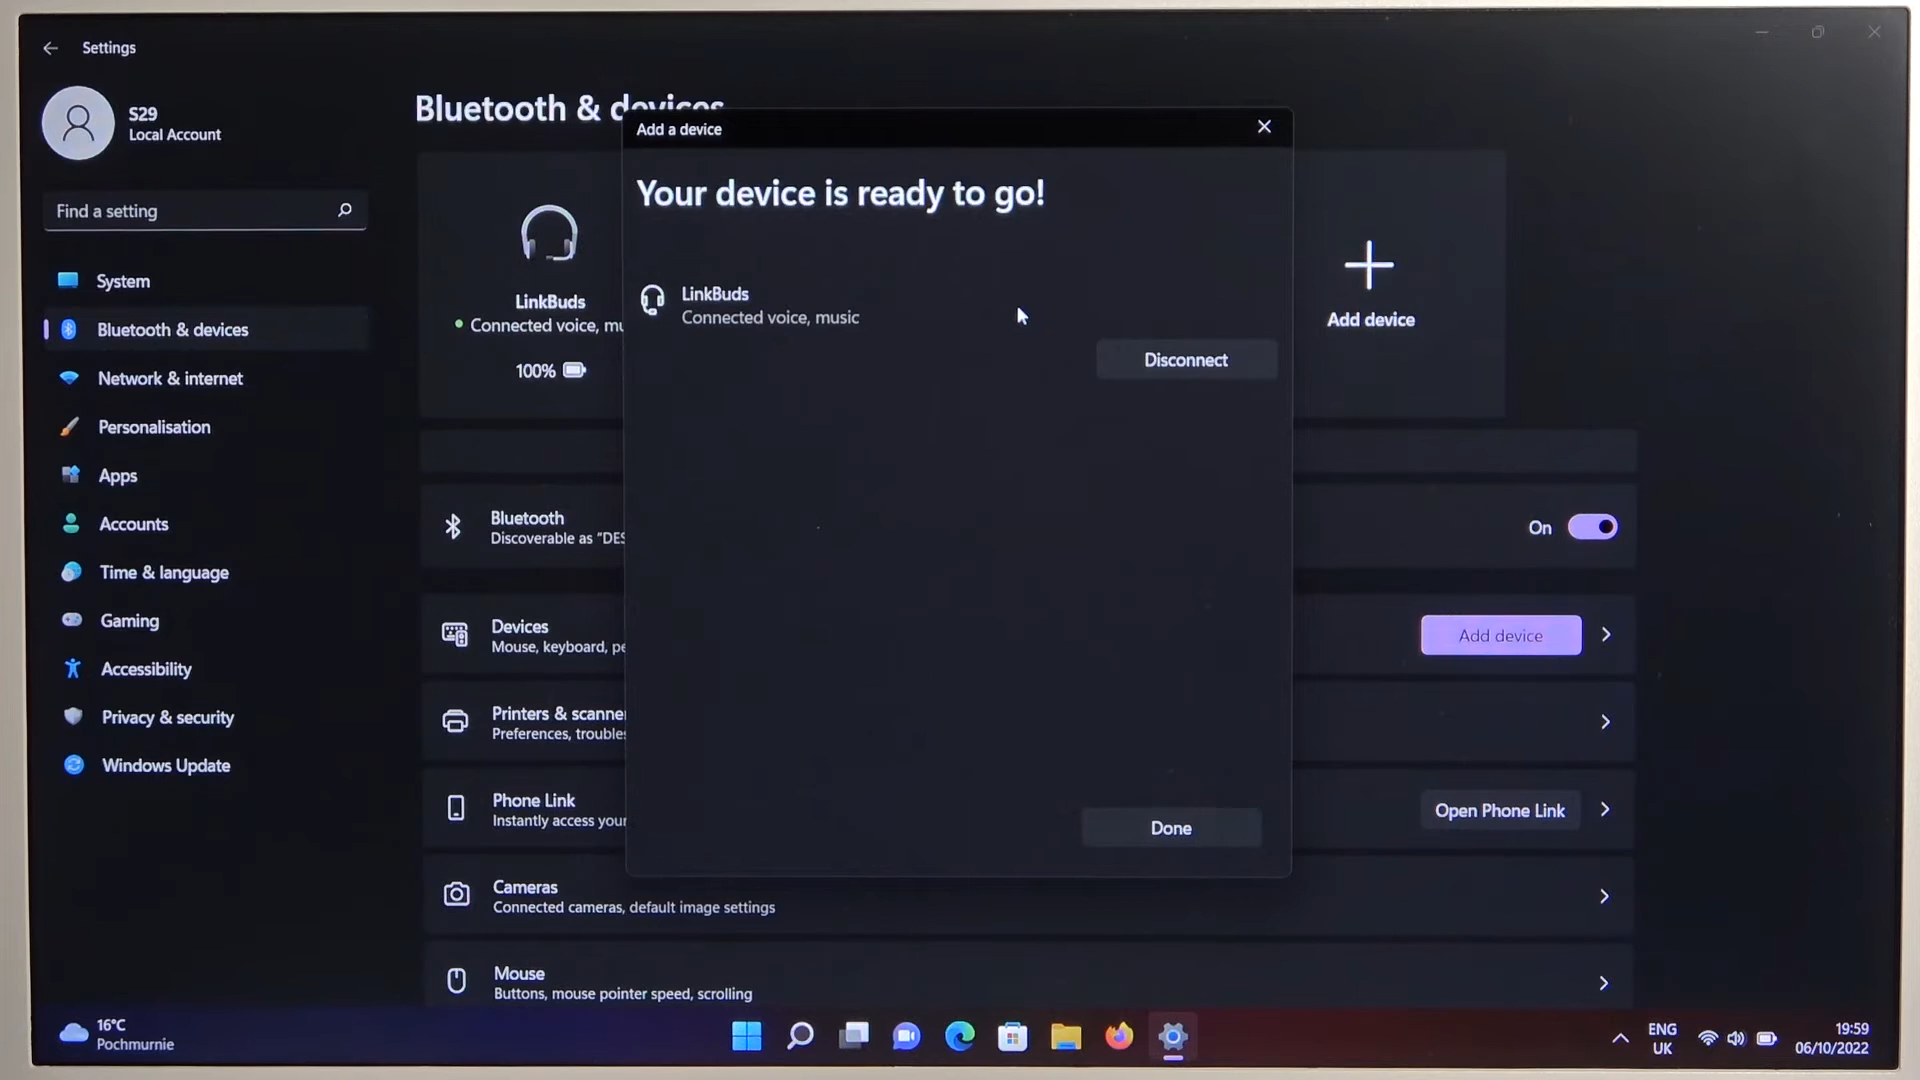 Settings
S29
Local Account
Find a setting
System
Bluetooth & devices
Network & internet
Personalisation
Apps
Accounts
Time & language
Gaming
Accessibility
Privacy & security
Windows Update
Bluetooth & devices
LinkBuds
Connected voice, mu
100%
Add a device
Your device is ready to go!
LinkBuds
Connected voice, music
Disconnect
Done
Add device
Bluetooth
Discoverable as "DES
On
Devices
Mouse, keyboard, pe
Add device
Printers & scanne
Preferences, trouble
Phone Link
Instantly access your
Open Phone Link
Cameras
Connected cameras, default image settings
Mouse
Buttons, mouse pointer speed, scrolling
16°C
Pochmurnie
ENG
UK
19:59
06/10/2022